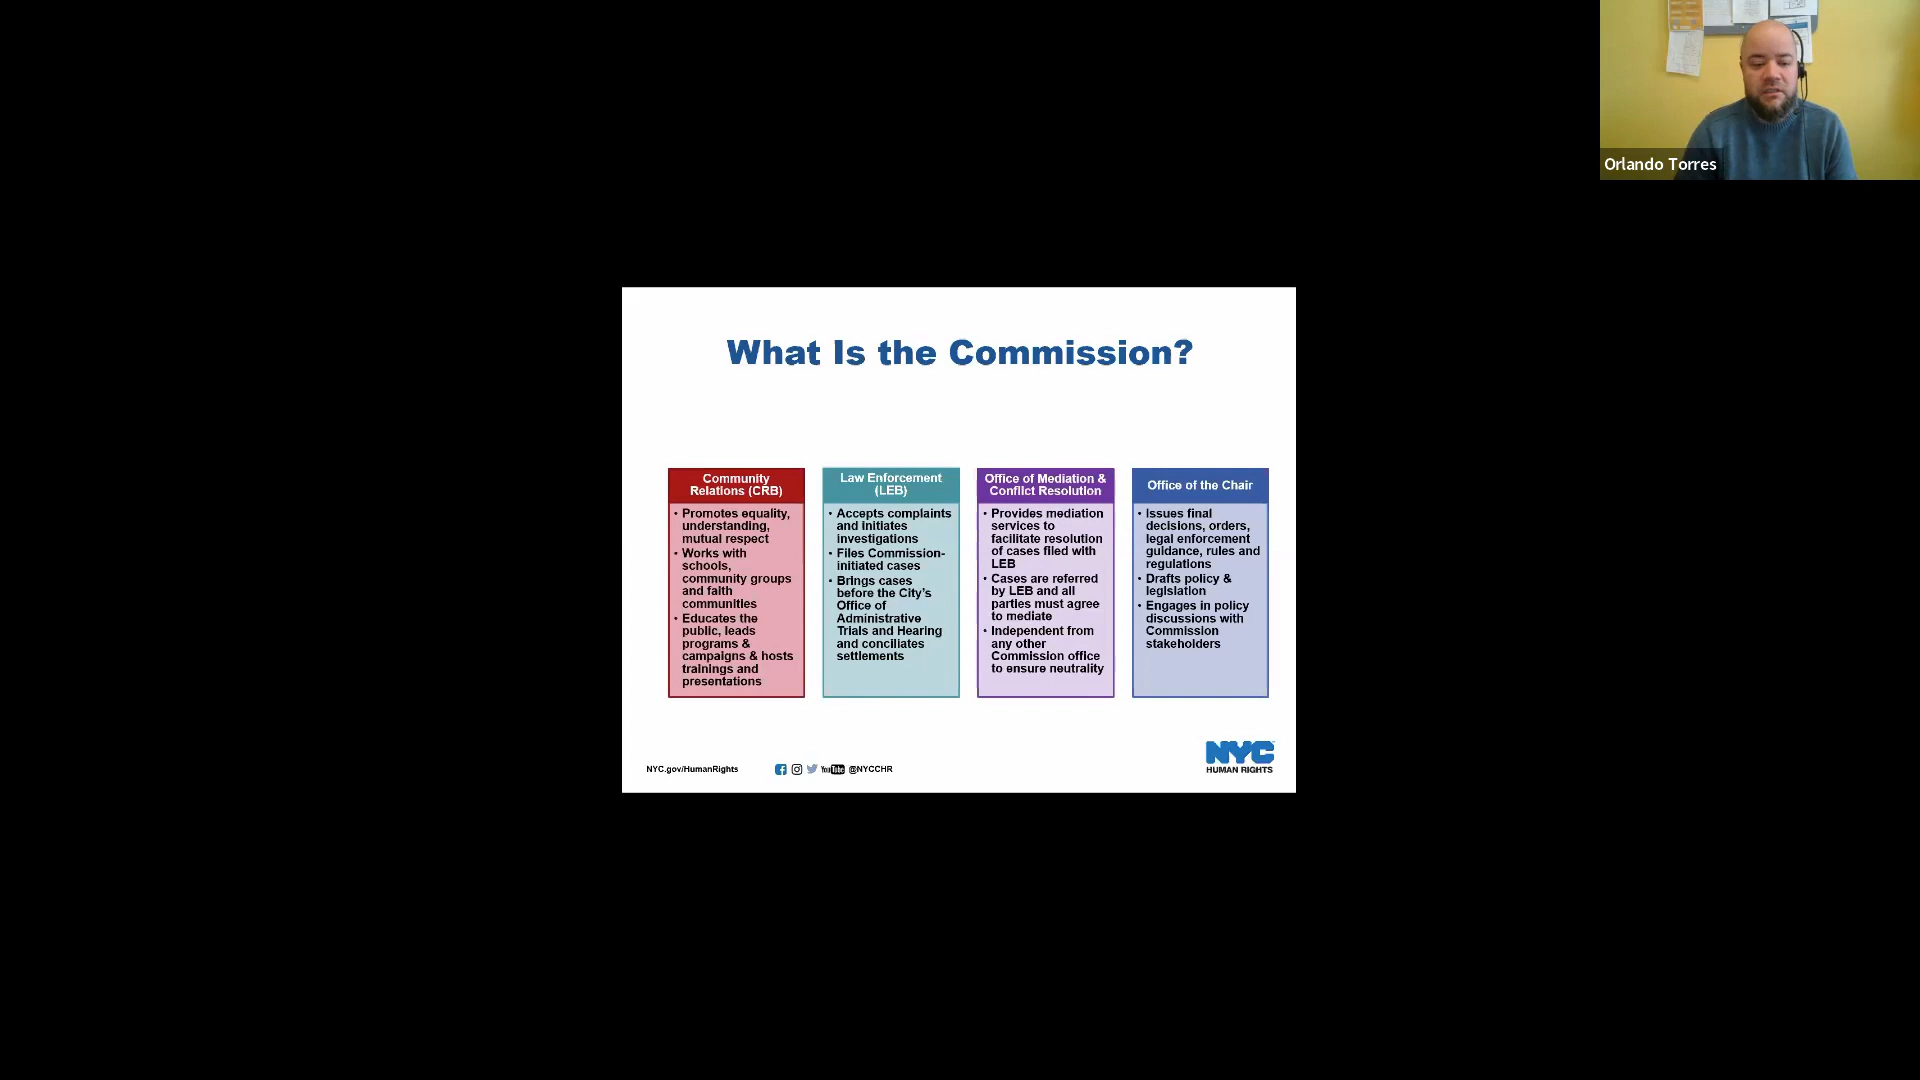 Orlando Torres
What Is the Commission?
Community
Relations (CRB)
• Promotes equality,
understanding,
mutual respect
• Works with
schools,
community groups
and faith
communities
• Educates the
public, leads
programs &
campaigns & hosts
trainings and
presentations
Law Enforcement
(LEB)
• Accepts complaints
and initiates
investigations
• Files Commission-
initiated cases
• Brings cases
before the City's
Office of
Administrative
Trials and Hearing
and conciliates
settlements
Office of Mediation &
Conflict Resolution
• Provides mediation
services to
facilitate resolution
of cases filed with
LEB
• Cases are referred
by LEB and all
parties must agree
to mediate
• Independent from
any other
Commission office
to ensure neutrality
Office of the Chair
• Issues final
decisions, orders,
legal enforcement
guidance, rules and
regulations
• Drafts policy &
legislation
• Engages in policy
discussions with
Commission
stakeholders
NYC.gov/HumanRights
YouTube @NYCCHR
NYC
HUMAN RIGHTS